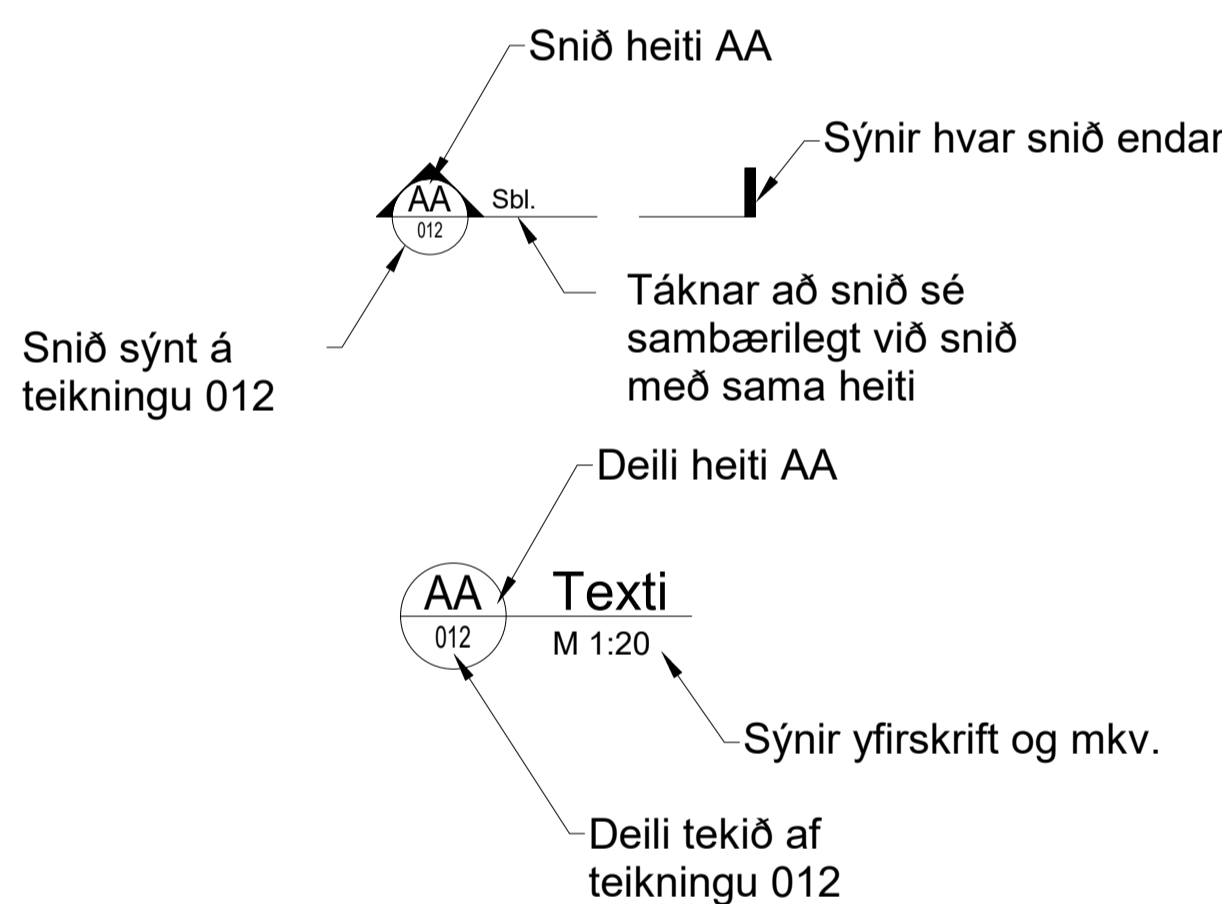 Snið heiti AA
Sýnir hvar snið endar
AA
Sbl.
012
Táknar að snið sé
sambærilegt við snið
með sama heiti
Snið sýnt á
teikningu 012
Deili heiti AA
AA
Texti
012
M 1:20
Sýnir yfirskrift og mkv.
Deili tekið af
teikningu 012